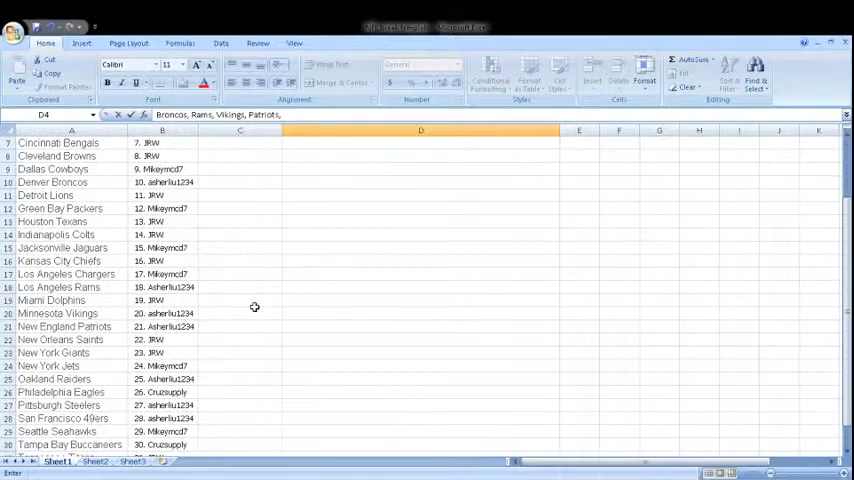 Home Insert Page Layout Formulas Data Review View
Paste Cut Copy Format Painter Clipboard
Calibri 11 B I U A Font
Wrap Text Merge & Center Alignment
General $ % , Number
Conditional Formatting Format as Table Cell Styles Styles
Insert Delete Format Cells
Σ AutoSum Fill Clear Sort & Filter Find & Select Editing
D4 Broncos, Rams, Vikings, Patriots,
A B C D E F G H I J K
7 Cincinnati Bengals 7. JRW
8 Cleveland Browns 8. JRW
9 Dallas Cowboys 9. Mikeymcd7
10 Denver Broncos 10. asherliu1234
11 Detroit Lions 11. JRW
12 Green Bay Packers 12. Mikeymcd7
13 Houston Texans 13. JRW
14 Indianapolis Colts 14. JRW
15 Jacksonville Jaguars 15. Mikeymcd7
16 Kansas City Chiefs 16. JRW
17 Los Angeles Chargers 17. Mikeymcd7
18 Los Angeles Rams 18. Asherliu1234
19 Miami Dolphins 19. JRW
20 Minnesota Vikings 20. asherliu1234
21 New England Patriots 21. Asherliu1234
22 New Orleans Saints 22. JRW
23 New York Giants 23. JRW
24 New York Jets 24. Mikeymcd7
25 Oakland Raiders 25. Asherliu1234
26 Philadelphia Eagles 26. Cruzsupply
27 Pittsburgh Steelers 27. asherliu1234
28 San Francisco 49ers 28. asherliu1234
29 Seattle Seahawks 29. Mikeymcd7
30 Tampa Bay Buccaneers 30. Cruzsupply
Sheet1 Sheet2 Sheet3
Enter